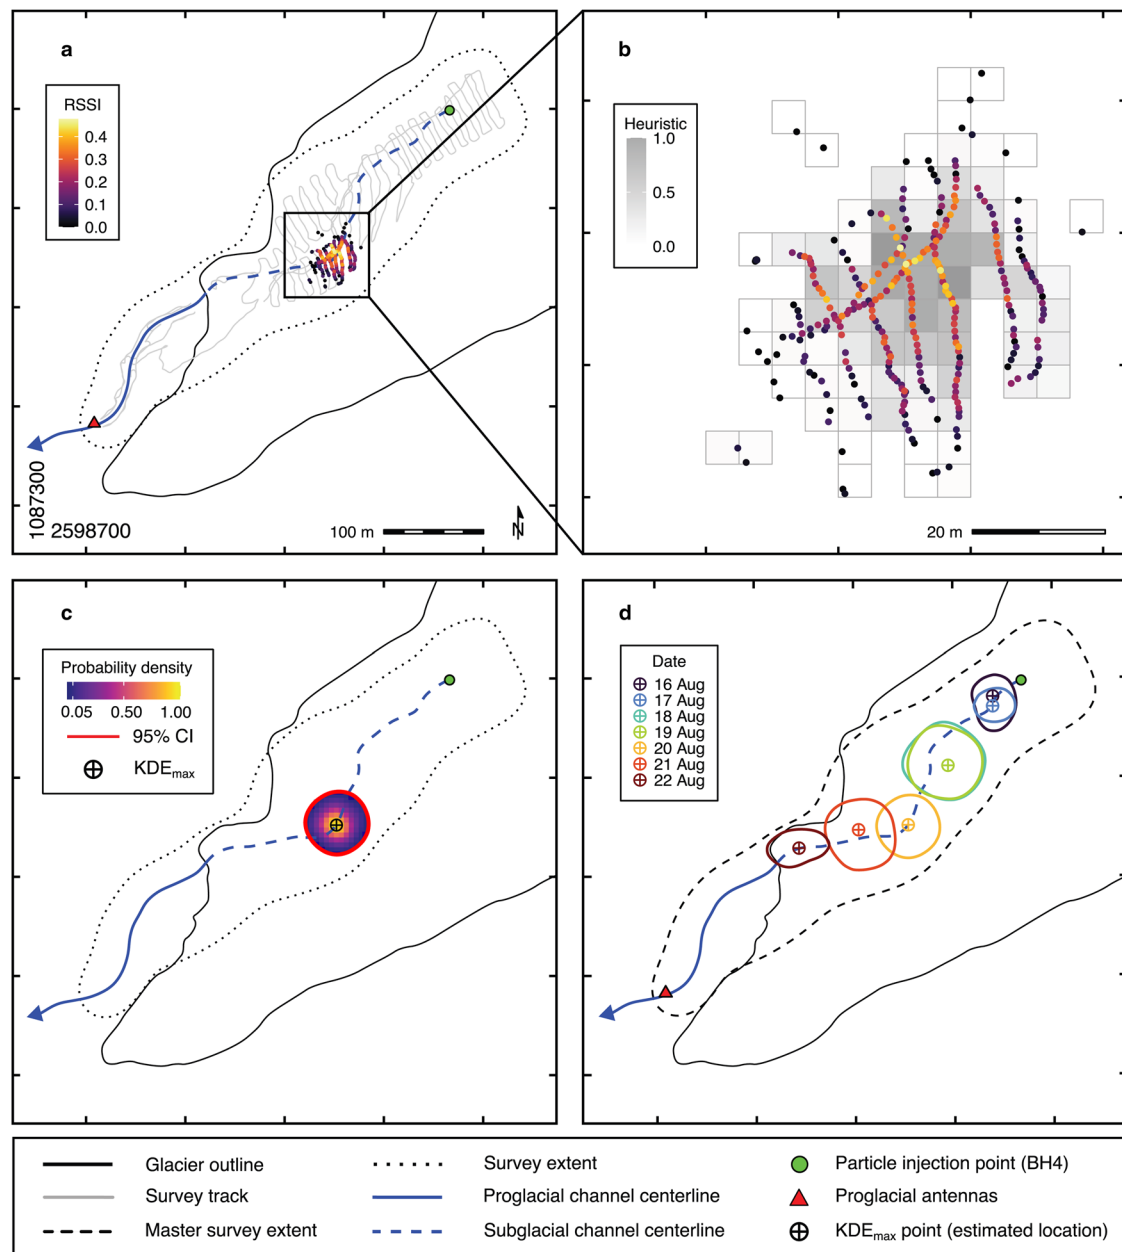 a
RSSI
0.4
0.3
0.2
0.1
0.0
1087300
2598700
100 m
N
b
Heuristic
1.0
0.5
0.0
20 m
c
Probability density
0.05 0.50 1.00
95% CI
KDEmax
d
Date
16 Aug
17 Aug
18 Aug
19 Aug
20 Aug
21 Aug
22 Aug
Glacier outline
Survey track
Master survey extent
Survey extent
Proglacial channel centerline
Subglacial channel centerline
Particle injection point (BH4)
Proglacial antennas
KDEmax point (estimated location)